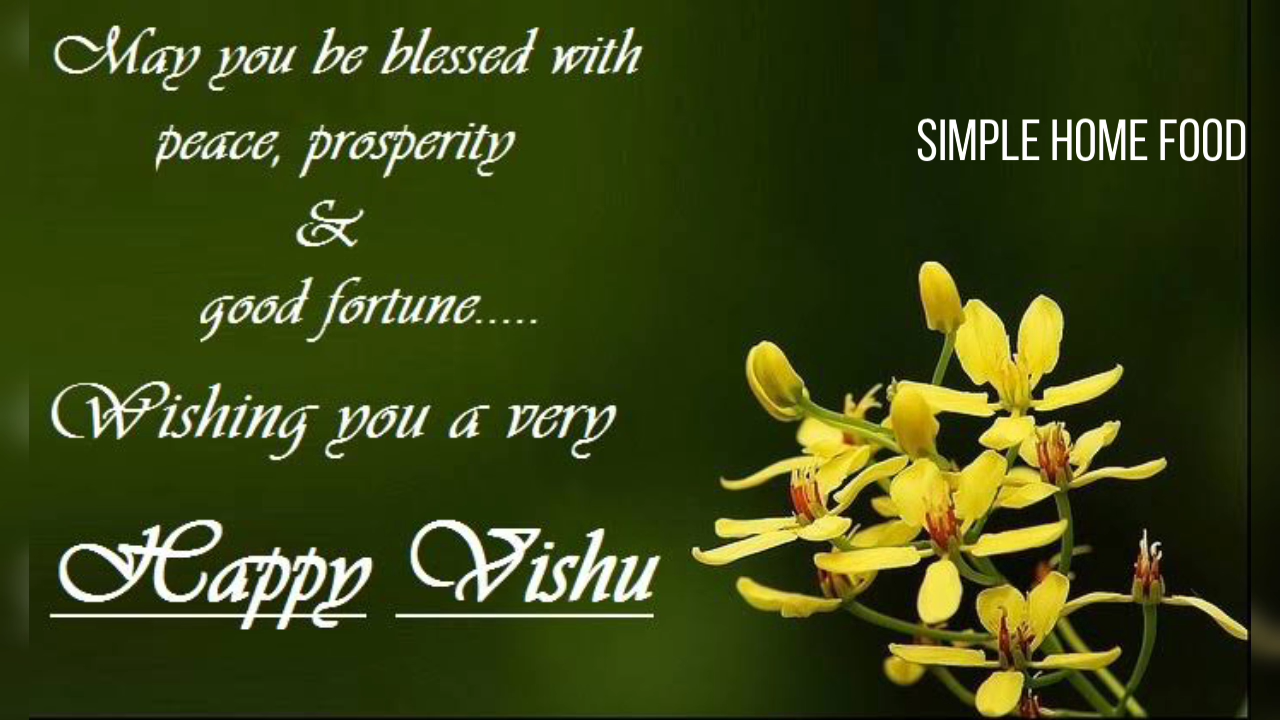 May you be blessed with
peace, prosperity
&
good fortune.....
Wishing you a very
Happy Vishu
SIMPLE HOME FOOD